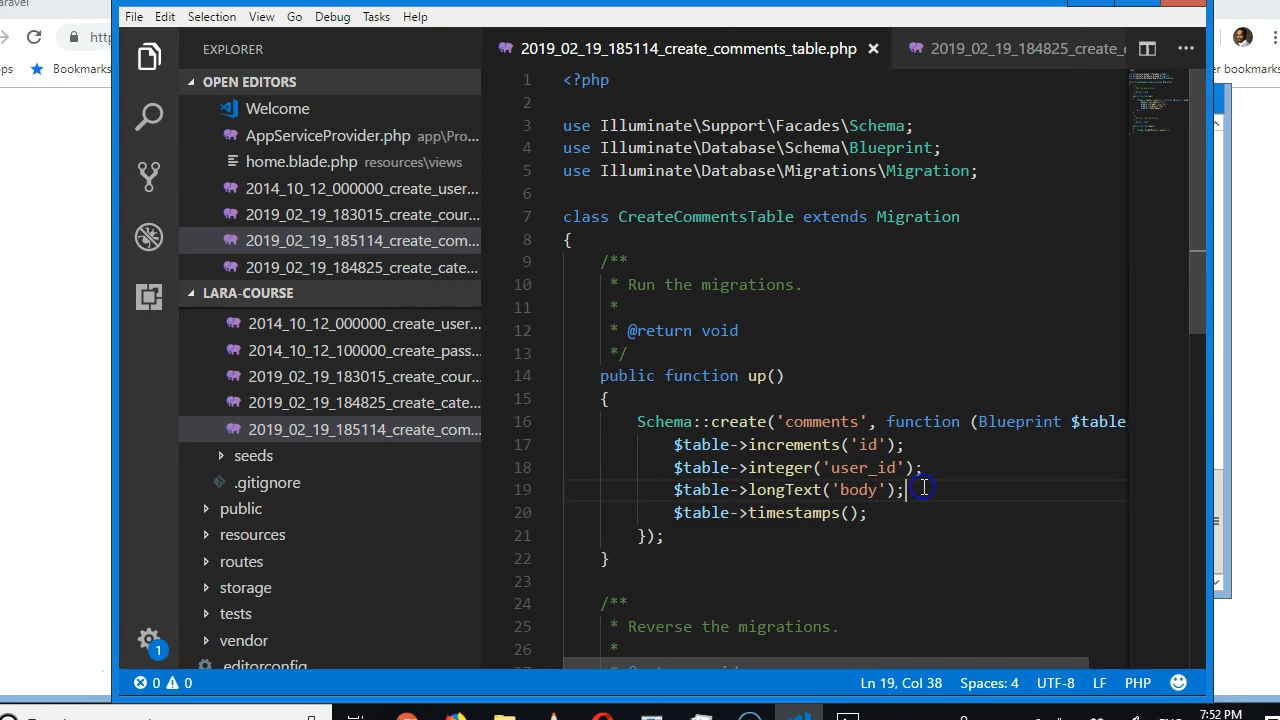 aravel
http
ps
Bookmarks
er bookmarks
File Edit Selection View Go Debug Tasks Help
EXPLORER
OPEN EDITORS
Welcome
AppServiceProvider.php app\Pro...
home.blade.php resources\views
2014_10_12_000000_create_user...
2019_02_19_183015_create_cour...
2019_02_19_185114_create_com...
2019_02_19_184825_create_cate...
LARA-COURSE
2014_10_12_000000_create_user...
2014_10_12_100000_create_pass...
2019_02_19_183015_create_cour...
2019_02_19_184825_create_cate...
2019_02_19_185114_create_com...
seeds
.gitignore
public
resources
routes
storage
tests
vendor
.editorconfig
1
2019_02_19_185114_create_comments_table.php
2019_02_19_184825_create_c
1 <?php
2
3 use Illuminate\Support\Facades\Schema;
4 use Illuminate\Database\Schema\Blueprint;
5 use Illuminate\Database\Migrations\Migration;
6
7 class CreateCommentsTable extends Migration
8 {
9 /**
10 * Run the migrations.
11 *
12 * @return void
13 */
14 public function up()
15 {
16 Schema::create('comments', function (Blueprint $table
17 $table->increments('id');
18 $table->integer('user_id');
19 $table->longText('body');
20 $table->timestamps();
21 });
22 }
23
24 /**
25 * Reverse the migrations.
26 *
0 0
Ln 19, Col 38 Spaces: 4 UTF-8 LF PHP
7:52 PM